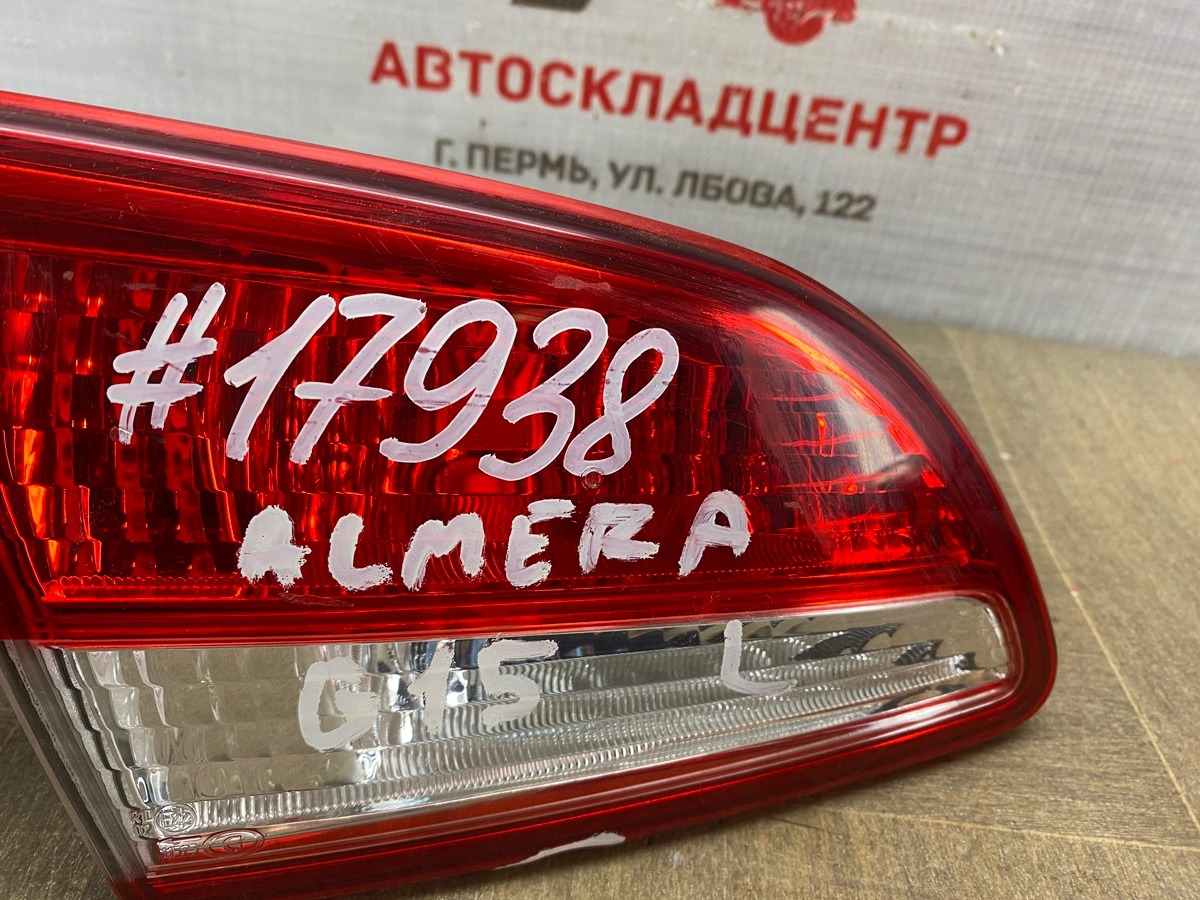 АВТОСКЛАДЦЕНТР
Г. ПЕРМЬ, УЛ. ЛБОВА, 122
#17938
ALMERA
G15 L